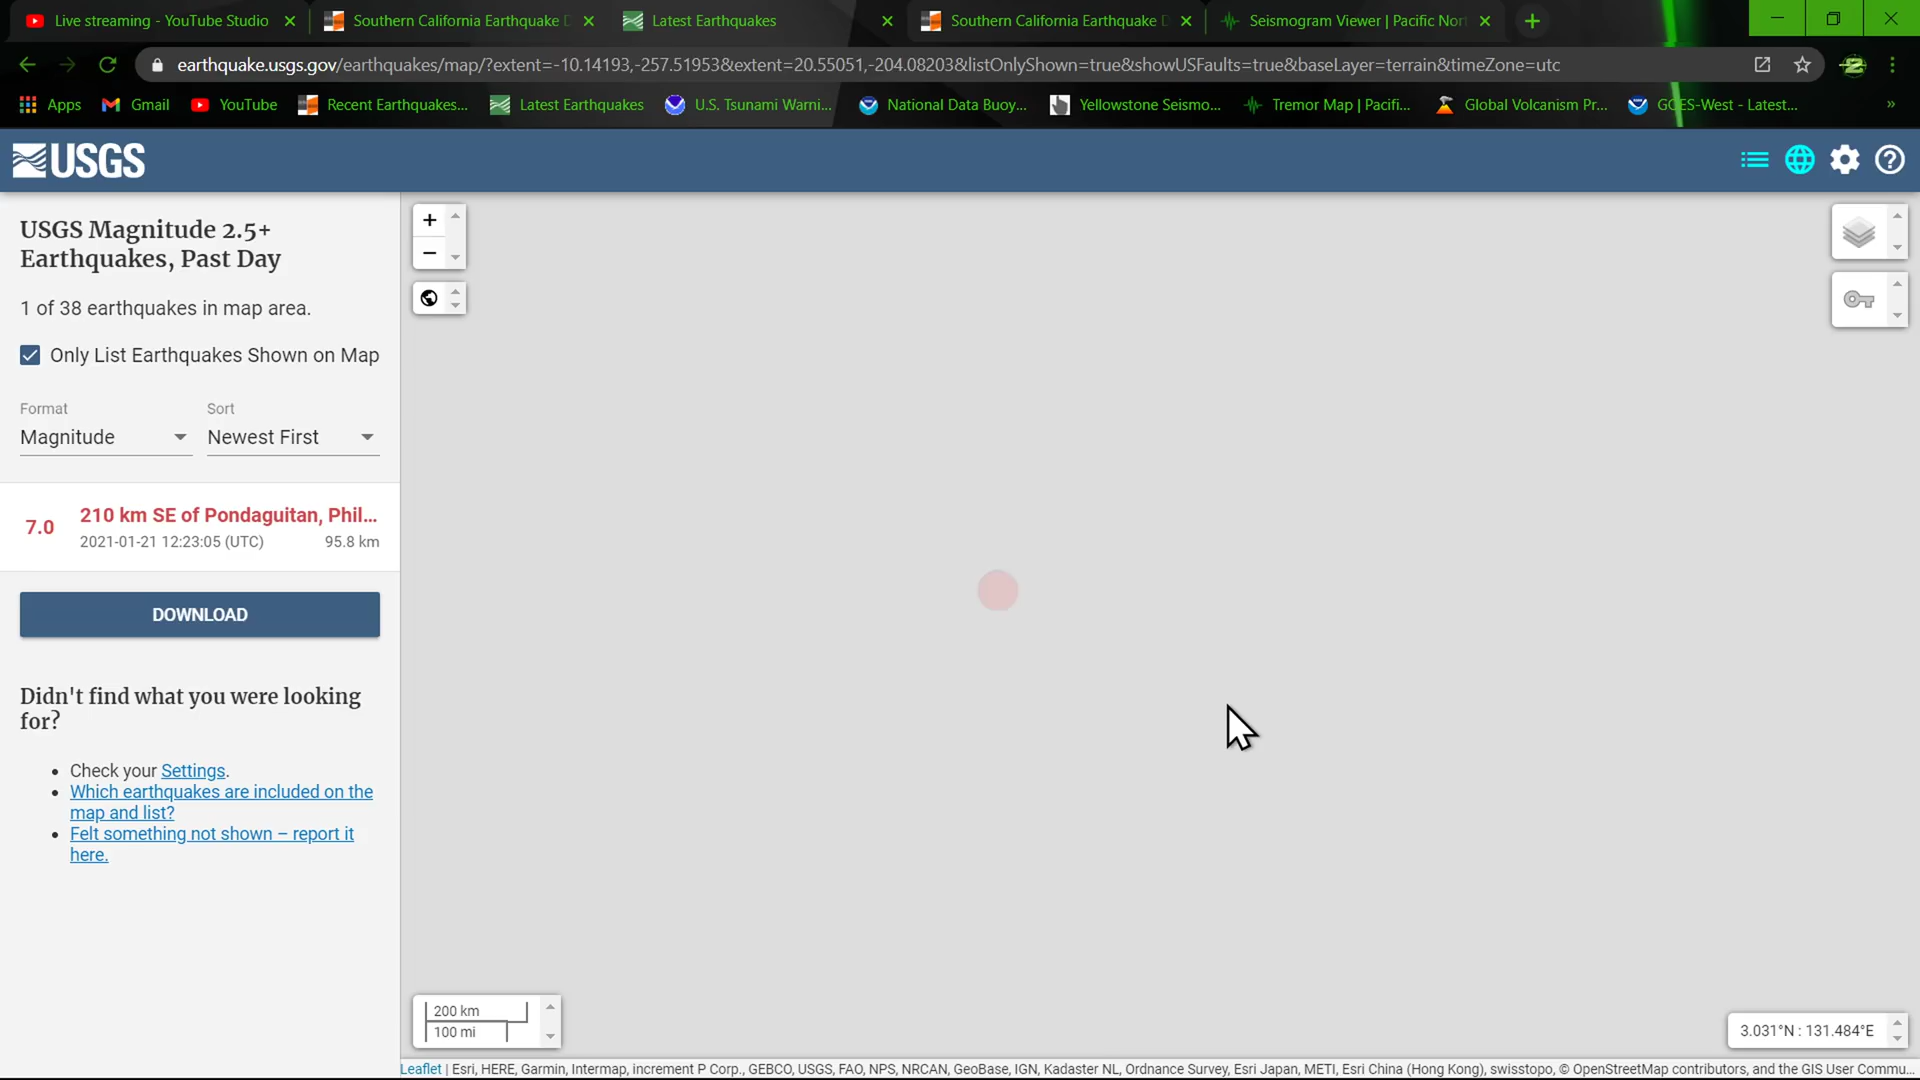 Live streaming - YouTube Studio
Southern California Earthquake D
Latest Earthquakes
Southern California Earthquake D
Seismogram Viewer | Pacific Nor
earthquake.usgs.gov/earthquakes/map/?extent=-10.14193,-257.51953&extent=20.55051,-204.08203&listOnlyShown=true&showUSFaults=true&baseLayer=terrain&timeZone=utc
Apps
Gmail
YouTube
Recent Earthquakes...
Latest Earthquakes
U.S. Tsunami Warni...
National Data Buoy...
Yellowstone Seismo...
Tremor Map | Pacifi...
Global Volcanism Pr...
GOES-West - Latest...
»
USGS
USGS Magnitude 2.5+
Earthquakes, Past Day
1 of 38 earthquakes in map area.
Only List Earthquakes Shown on Map
Format
Sort
Magnitude
Newest First
7.0
210 km SE of Pondaguitan, Phil...
2021-01-21 12:23:05 (UTC)
95.8 km
DOWNLOAD
Didn't find what you were looking
for?
• Check your Settings.
• Which earthquakes are included on the
map and list?
• Felt something not shown – report it
here.
+
−
200 km
100 mi
3.031°N : 131.484°E
Leaflet | Esri, HERE, Garmin, Intermap, increment P Corp., GEBCO, USGS, FAO, NPS, NRCAN, GeoBase, IGN, Kadaster NL, Ordnance Survey, Esri Japan, METI, Esri China (Hong Kong), swisstopo, © OpenStreetMap contributors, and the GIS User Commu...